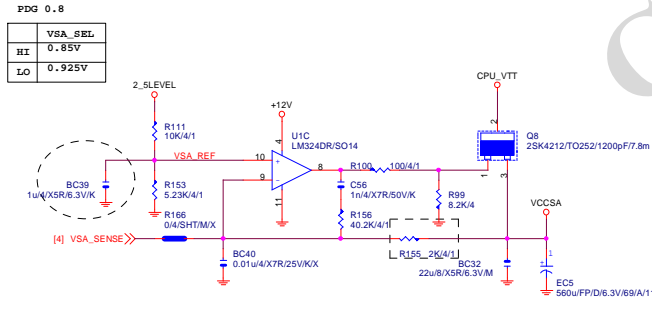 PDG 0.8
VSA_SEL
HI 0.85V
LO 0.925V
2_5LEVEL
R111
10K/4/1
VSA_REF
BC39
1u/4/X5R/6.3V/K
R153
5.23K/4/1
R166
0/4/SHT/M/X
[4] VSA_SENSE
BC40
0.01u/4/X7R/25V/K/X
+12V
U1C
LM324DR/SO14
4
10
+
9
-
8
11
R100
100/4/1
C56
1n/4/X7R/50V/K
R156
40.2K/4/1
R99
8.2K/4
R155
2K/4/1
CPU_VTT
2
Q8
2SK4212/TO252/1200pF/7.8m
1
3
VCCSA
BC32
22u/8/X5R/6.3V/M
1
+
EC5
560u/FP/D/6.3V/69/A/1